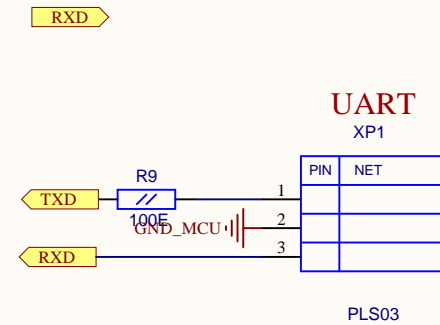 RXD
UART
XP1
PIN NET
R9
TXD
1
100E
GND_MCU
2
RXD
3
PLS03